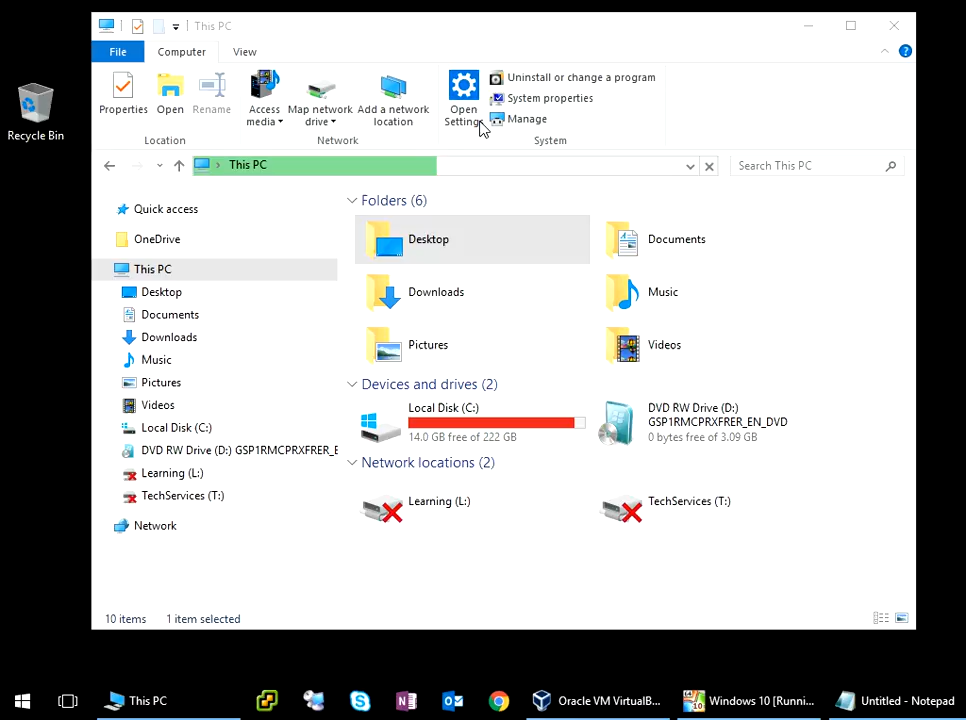 This PC
File Computer View
Uninstall or change a program
System properties
Manage
Properties Open Rename Access media Map network drive Add a network location Open Settings
Location Network System
This PC
Search This PC
Recycle Bin
Quick access
OneDrive
This PC
Desktop
Documents
Downloads
Music
Pictures
Videos
Local Disk (C:)
DVD RW Drive (D:) GSP1RMCPRXFRER_E
Learning (L:)
TechServices (T:)
Network
Folders (6)
Desktop Documents
Downloads Music
Pictures Videos
Devices and drives (2)
Local Disk (C:)
14.0 GB free of 222 GB
DVD RW Drive (D:)
GSP1RMCPRXFRER_EN_DVD
0 bytes free of 3.09 GB
Network locations (2)
Learning (L:) TechServices (T:)
10 items 1 item selected
This PC Oracle VM VirtualB... Windows 10 [Runni... Untitled - Notepad